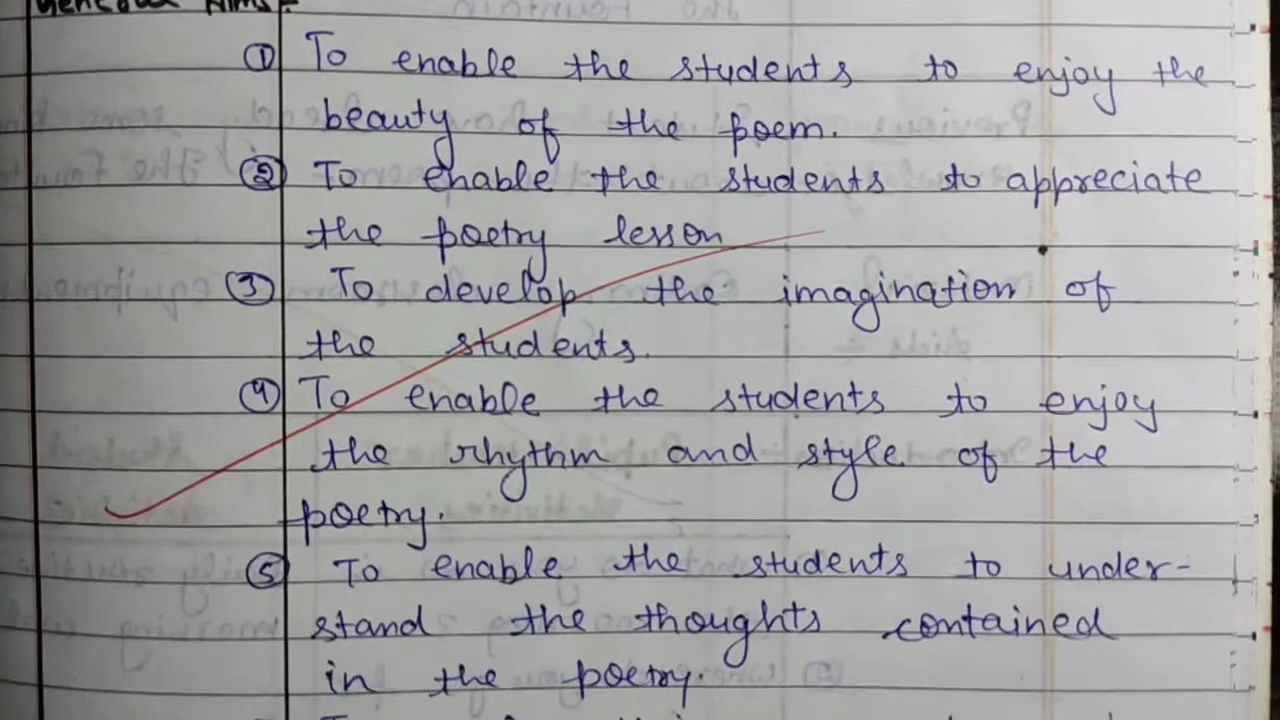 General Aims :-
① To enable the students to enjoy the
beauty of the poem.
② To enable the students to appreciate
the poetry lesson
③ To develop the imagination of
the students.
④ To enable the students to enjoy
the rhythm and style of the
poetry.
⑤ To enable the students to under-
stand the thoughts contained
in the poetry.